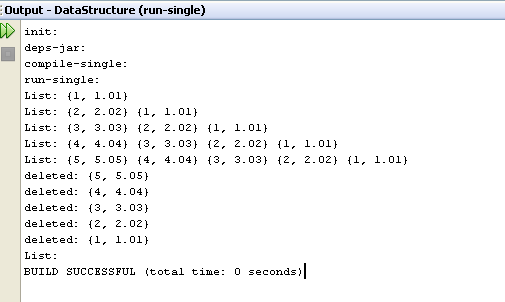 Output - DataStructure (run-single)
init:
deps-jar:
compile-single:
run-single:
List: {1, 1.01}
List: {2, 2.02} {1, 1.01}
List: {3, 3.03} {2, 2.02} {1, 1.01}
List: {4, 4.04} {3, 3.03} {2, 2.02} {1, 1.01}
List: {5, 5.05} {4, 4.04} {3, 3.03} {2, 2.02} {1, 1.01}
deleted: {5, 5.05}
deleted: {4, 4.04}
deleted: {3, 3.03}
deleted: {2, 2.02}
deleted: {1, 1.01}
List:
BUILD SUCCESSFUL (total time: 0 seconds)